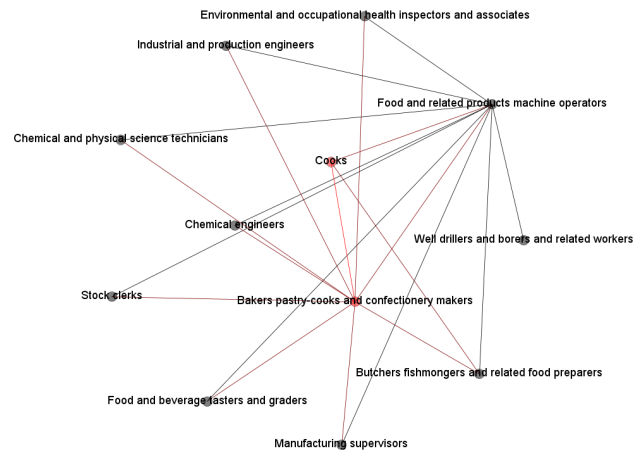 Environmental and occupational health inspectors and associates
Industrial and production engineers
Food and related products machine operators
Chemical and physical science technicians
Cooks
Chemical engineers
Well drillers and borers and related workers
Stock clerks
Bakers pastry-cooks and confectionery makers
Butchers fishmongers and related food preparers
Food and beverage tasters and graders
Manufacturing supervisors